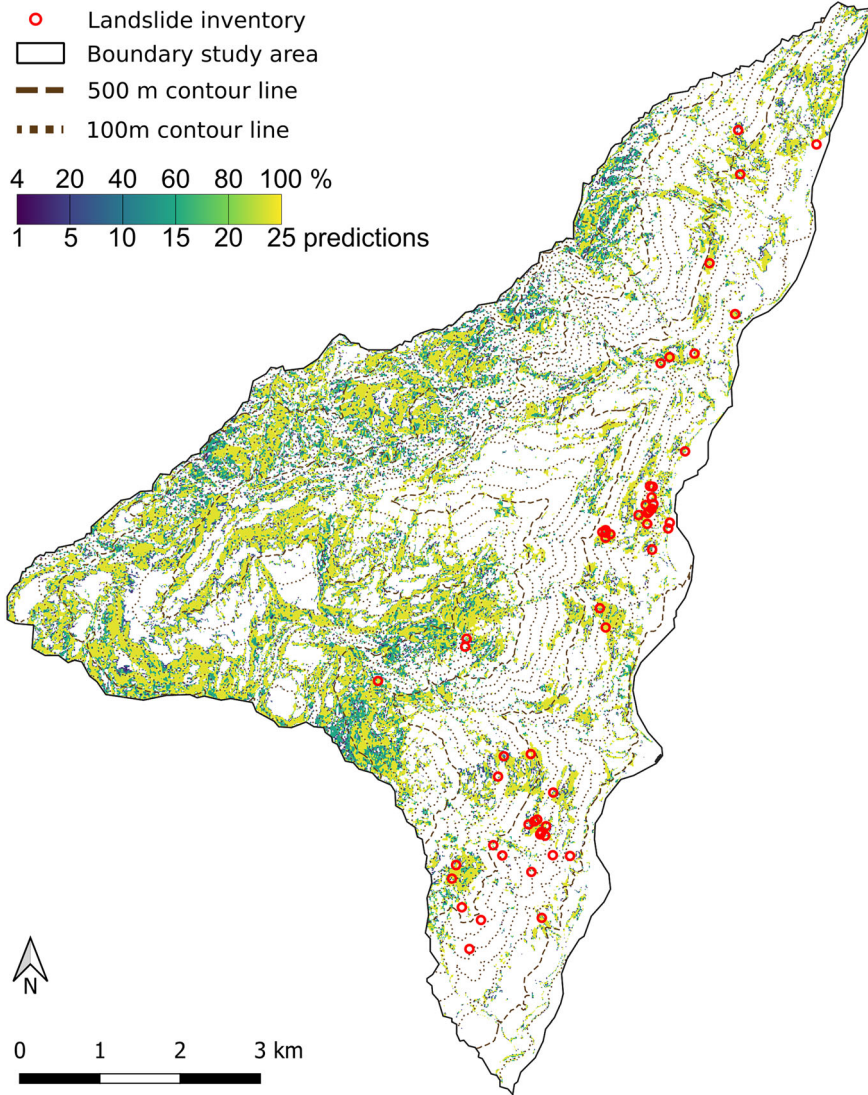 Landslide inventory
Boundary study area
500 m contour line
100m contour line
4 20 40 60 80 100 %
1 5 10 15 20 25 predictions
N
0 1 2 3 km